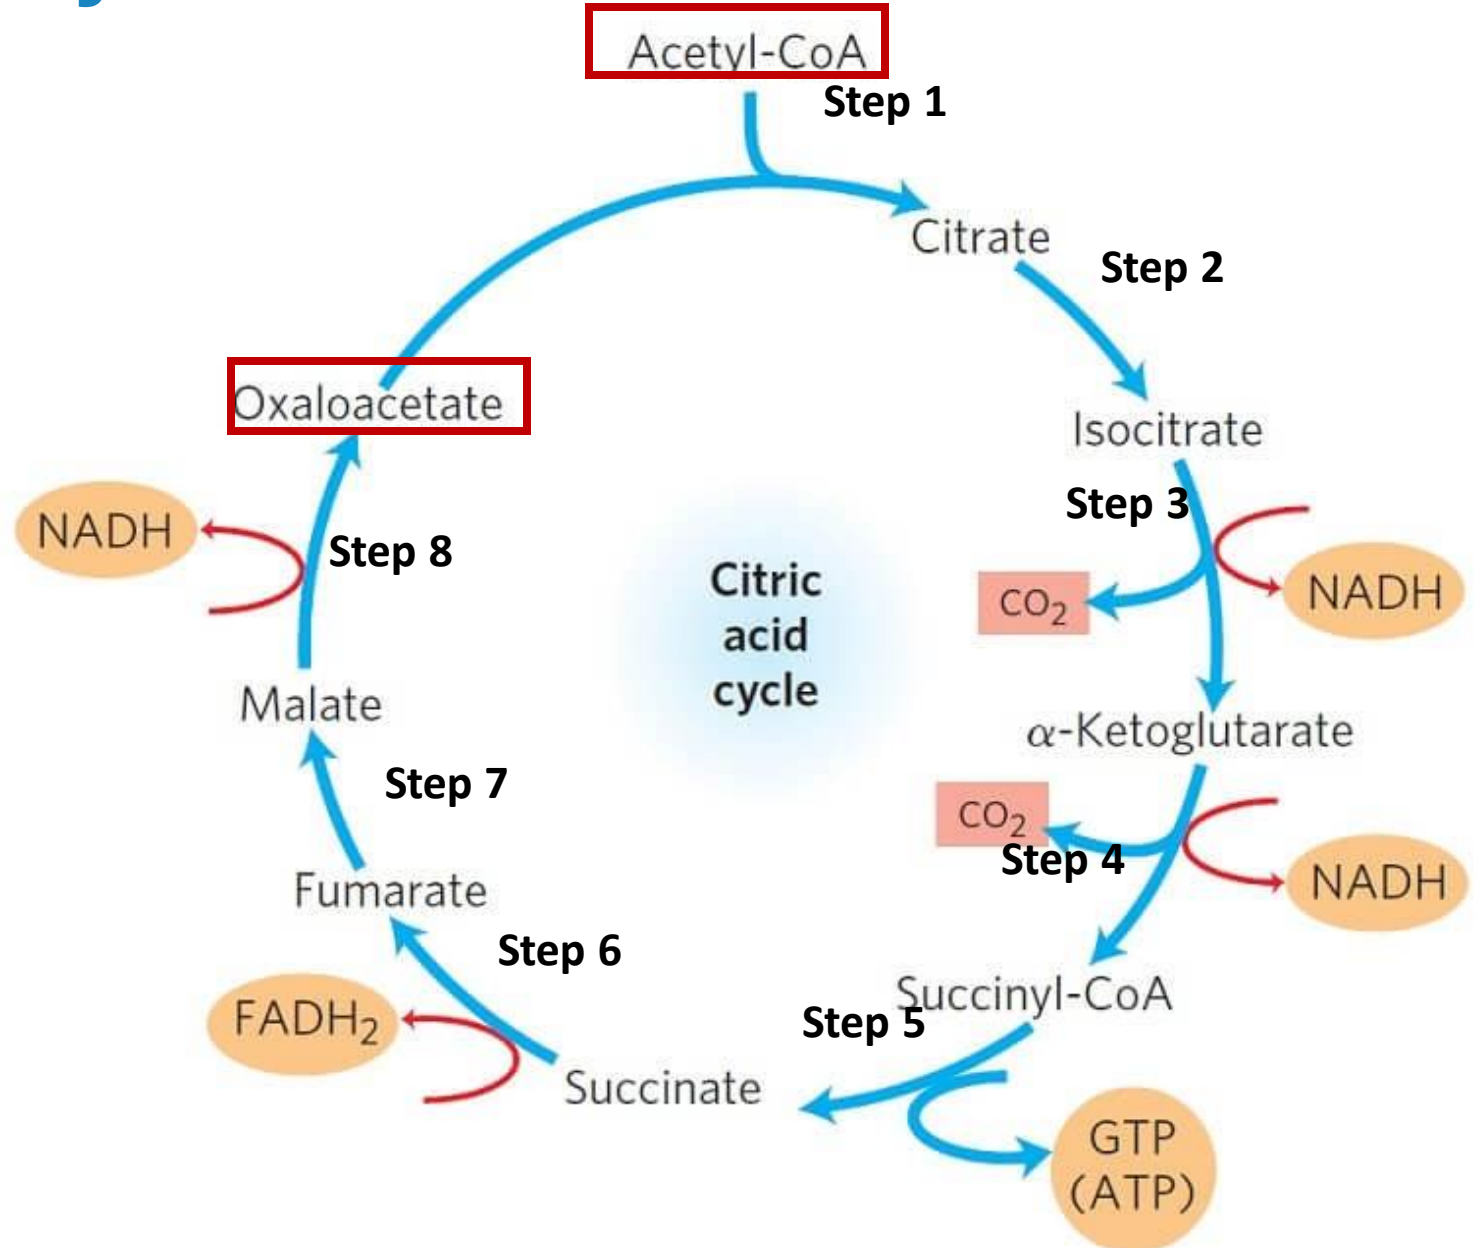 Acetyl-CoA
Step 1
Citrate
Step 2
Isocitrate
Step 3
CO₂
NADH
α-Ketoglutarate
CO₂
Step 4
NADH
Succinyl-CoA
Step 5
GTP
(ATP)
Succinate
Step 6
FADH₂
Fumarate
Step 7
Malate
Step 8
NADH
Oxaloacetate
Citric
acid
cycle